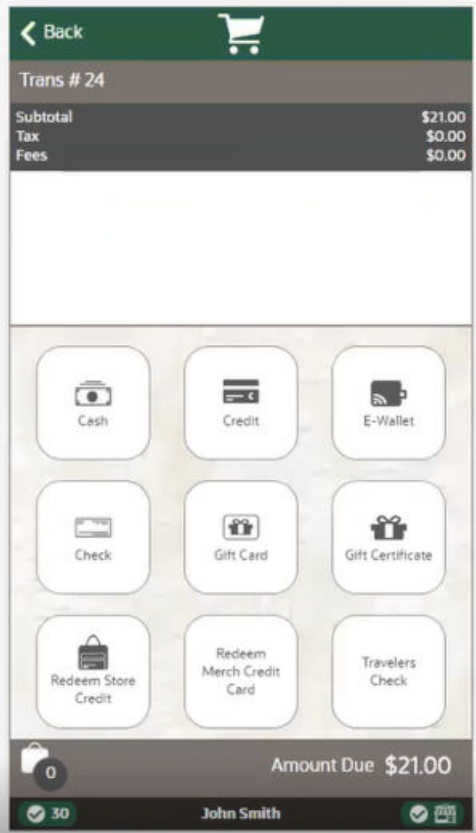 Back
Trans # 24
Subtotal $21.00
Tax $0.00
Fees $0.00
Cash
Credit
E-Wallet
Check
Gift Card
Gift Certificate
Redeem Store
Credit
Redeem
Merch Credit
Card
Travelers
Check
0
Amount Due $21.00
30
John Smith